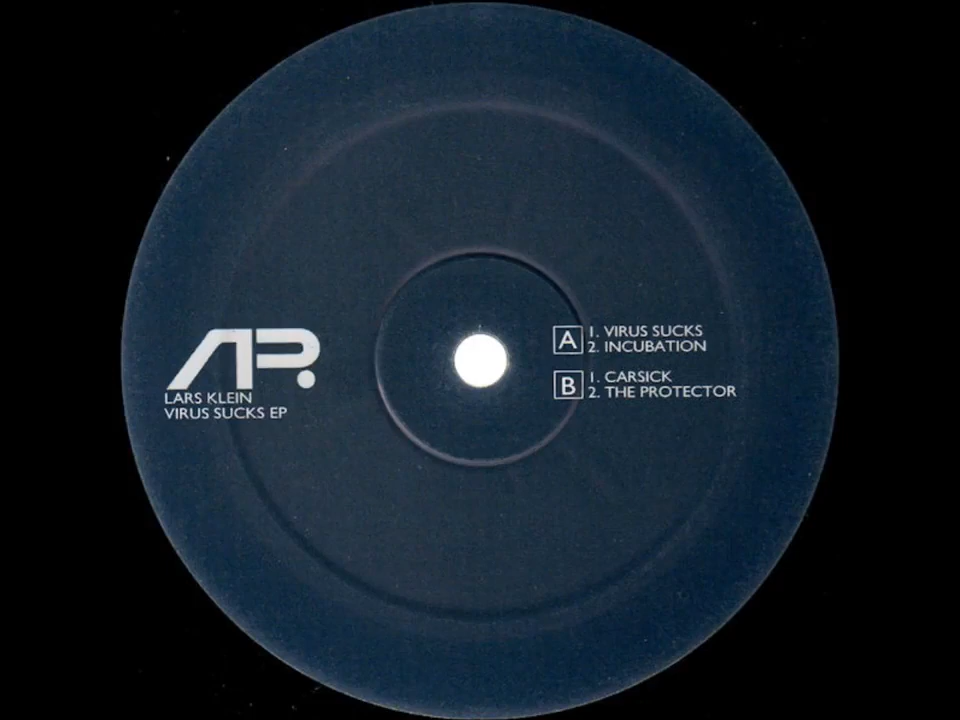 AP.
LARS KLEIN
VIRUS SUCKS EP
A 1. VIRUS SUCKS
2. INCUBATION
B 1. CARSICK
2. THE PROTECTOR